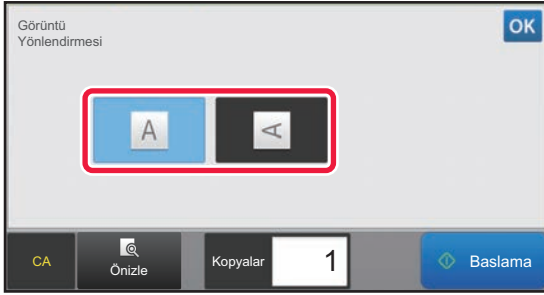 Görüntü
Yönlendirmesi
OK
A
A
CA
Önizle
Kopyalar
1
Baslama